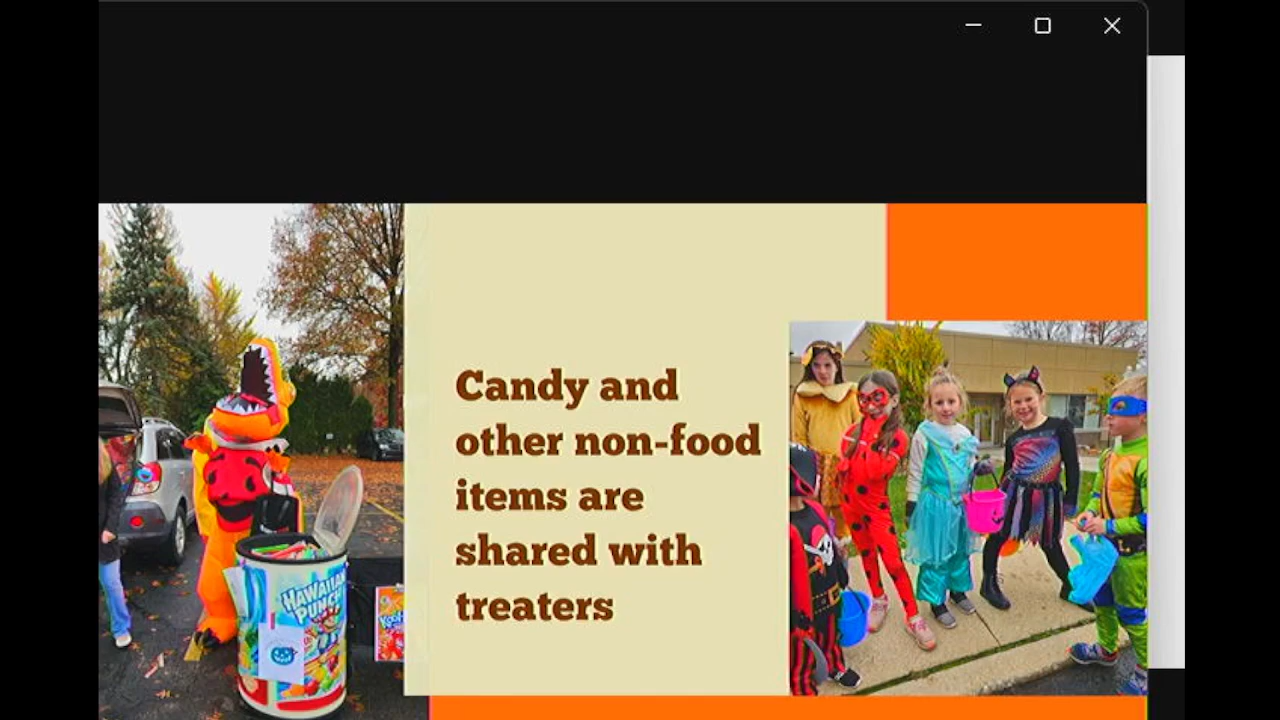 Candy and
other non-food
items are
shared with
treaters
HAWAIIAN
PUNCH